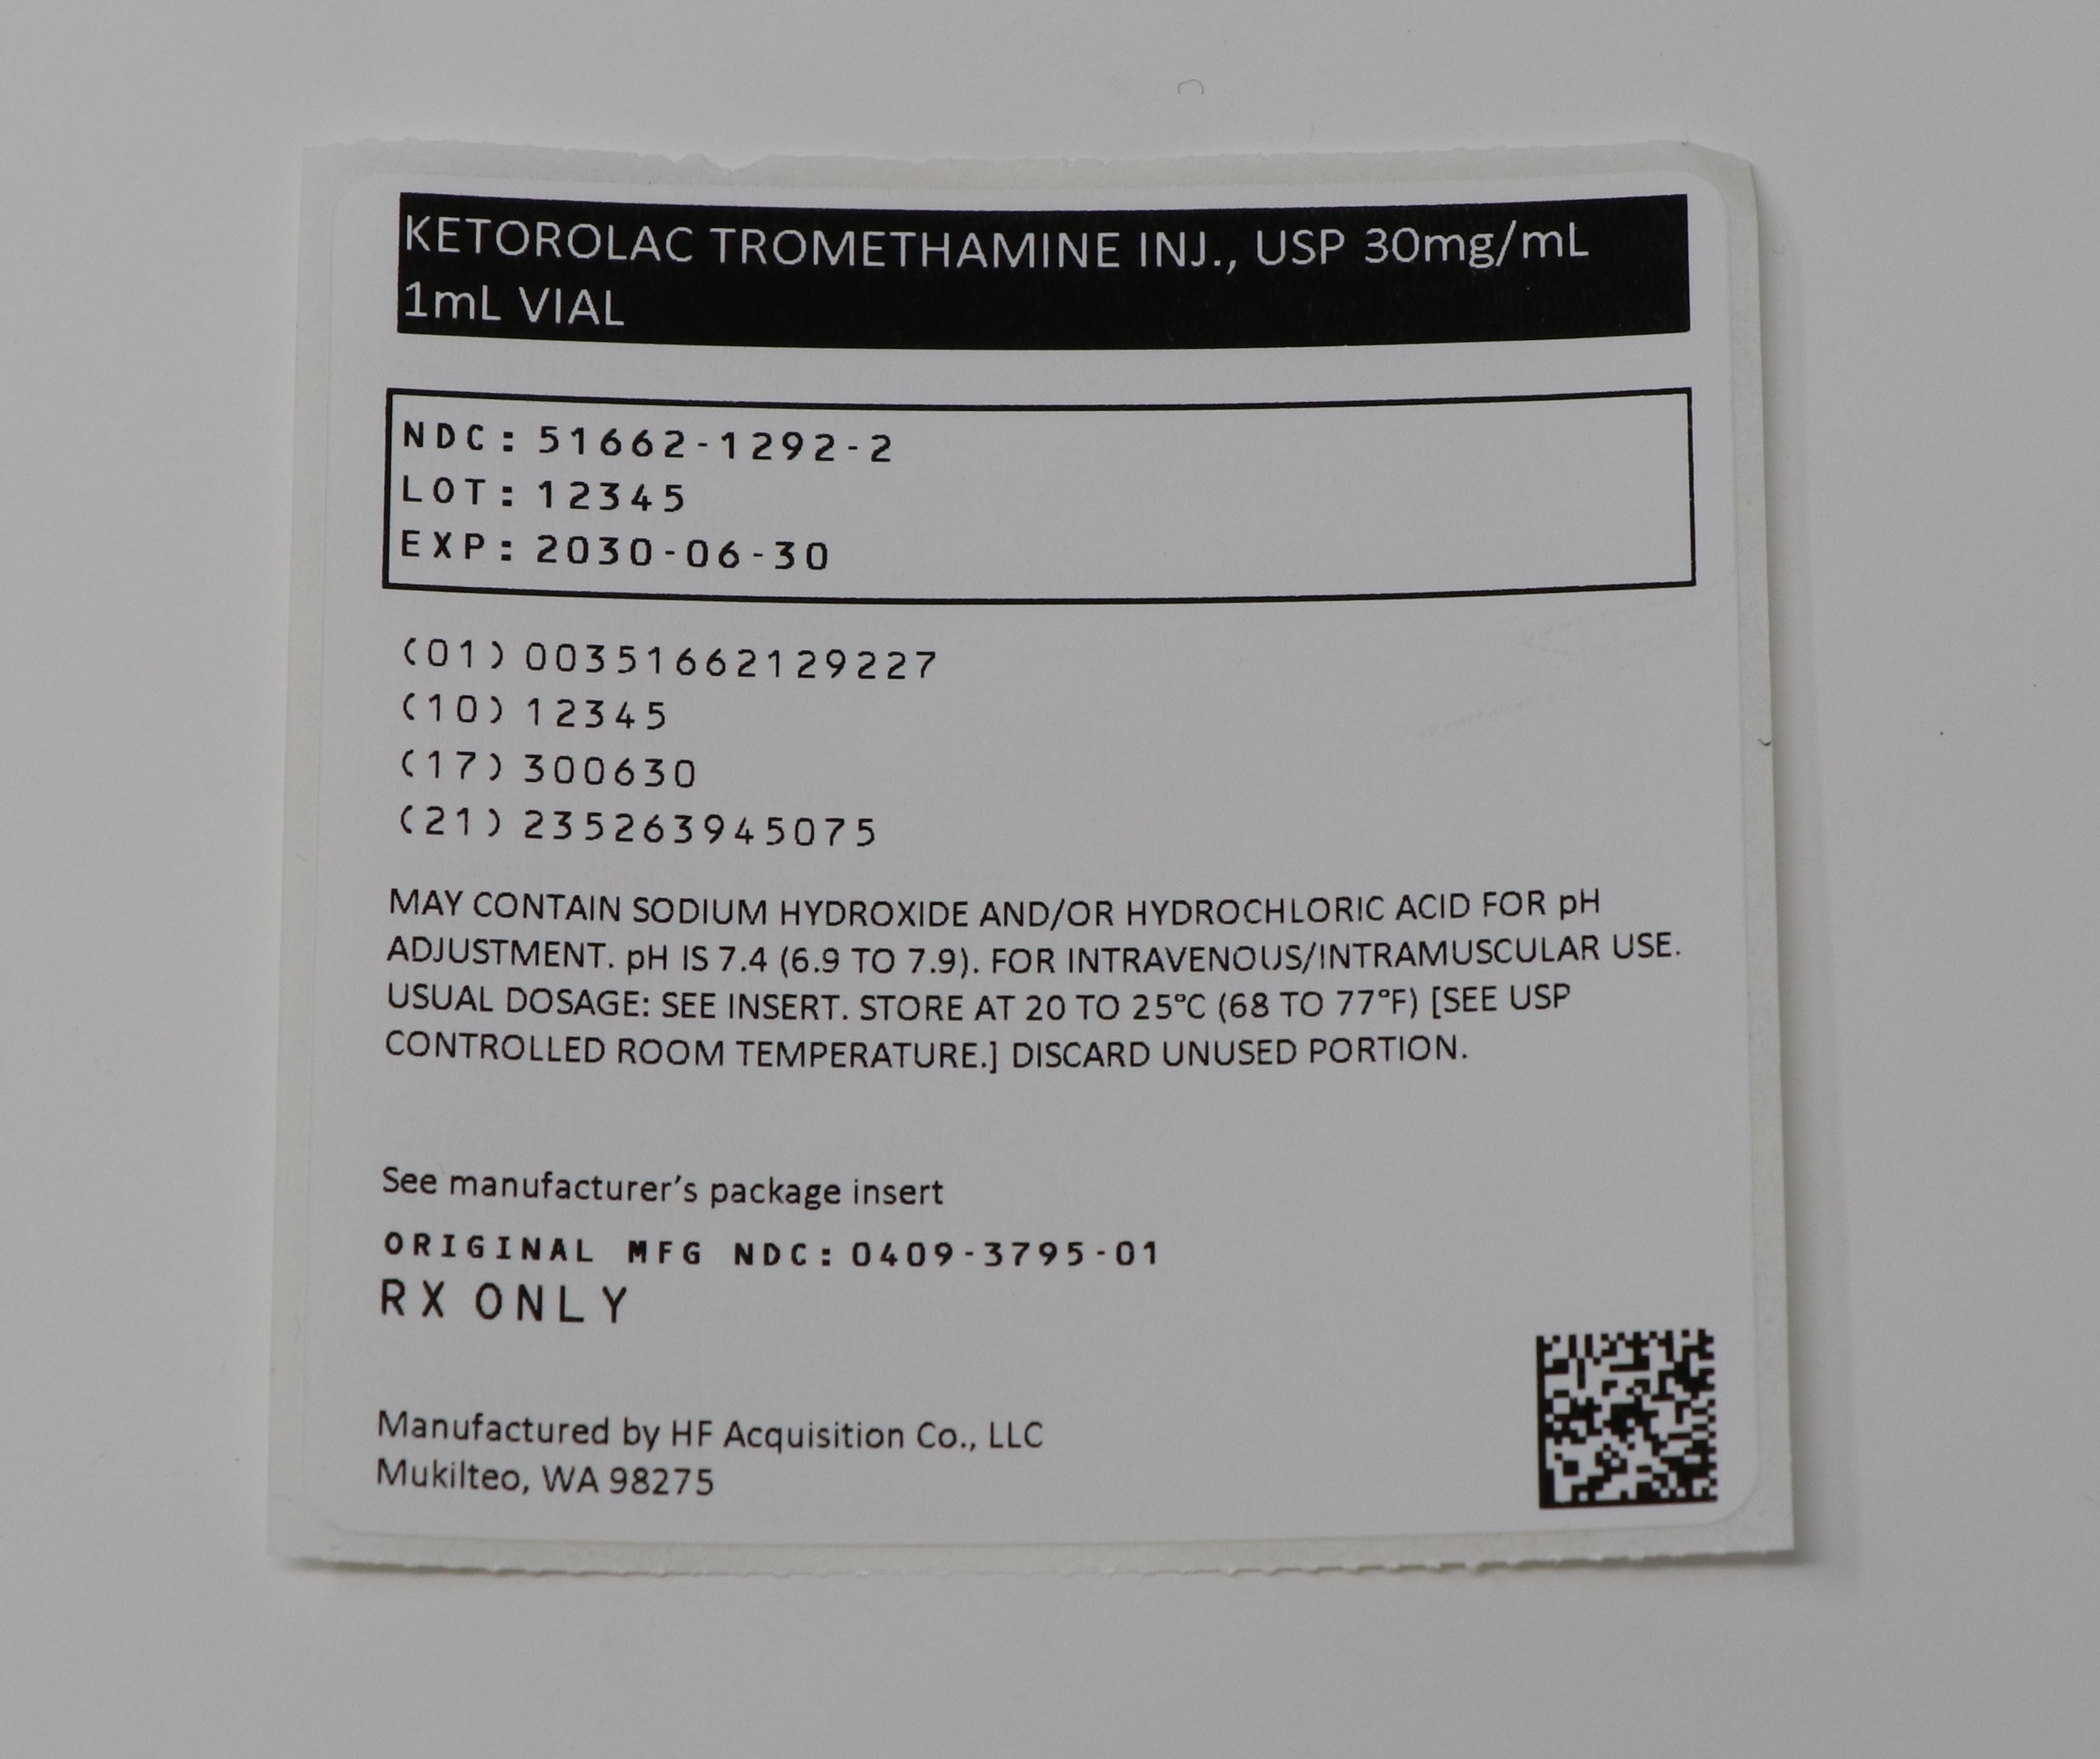 KETOROLAC TROMETHAMINE INJ., USP 30mg/mL
1mL VIAL
NDC: 51662-1292-2
LOT: 12345
EXP: 2030-06-30
(01) 00351662129227
(10) 12345
(17) 300630
(21) 235263945075
MAY CONTAIN SODIUM HYDROXIDE AND/OR HYDROCHLORIC ACID FOR pH
ADJUSTMENT. pH IS 7.4 (6.9 TO 7.9). FOR INTRAVENOUS/INTRAMUSCULAR USE.
USUAL DOSAGE: SEE INSERT. STORE AT 20 TO 25°C (68 TO 77°F) [SEE USP
CONTROLLED ROOM TEMPERATURE.] DISCARD UNUSED PORTION.
See manufacturer's package insert
ORIGINAL MFG NDC: 0409-3795-01
RX ONLY
Manufactured by HF Acquisition Co., LLC
Mukilteo, WA 98275